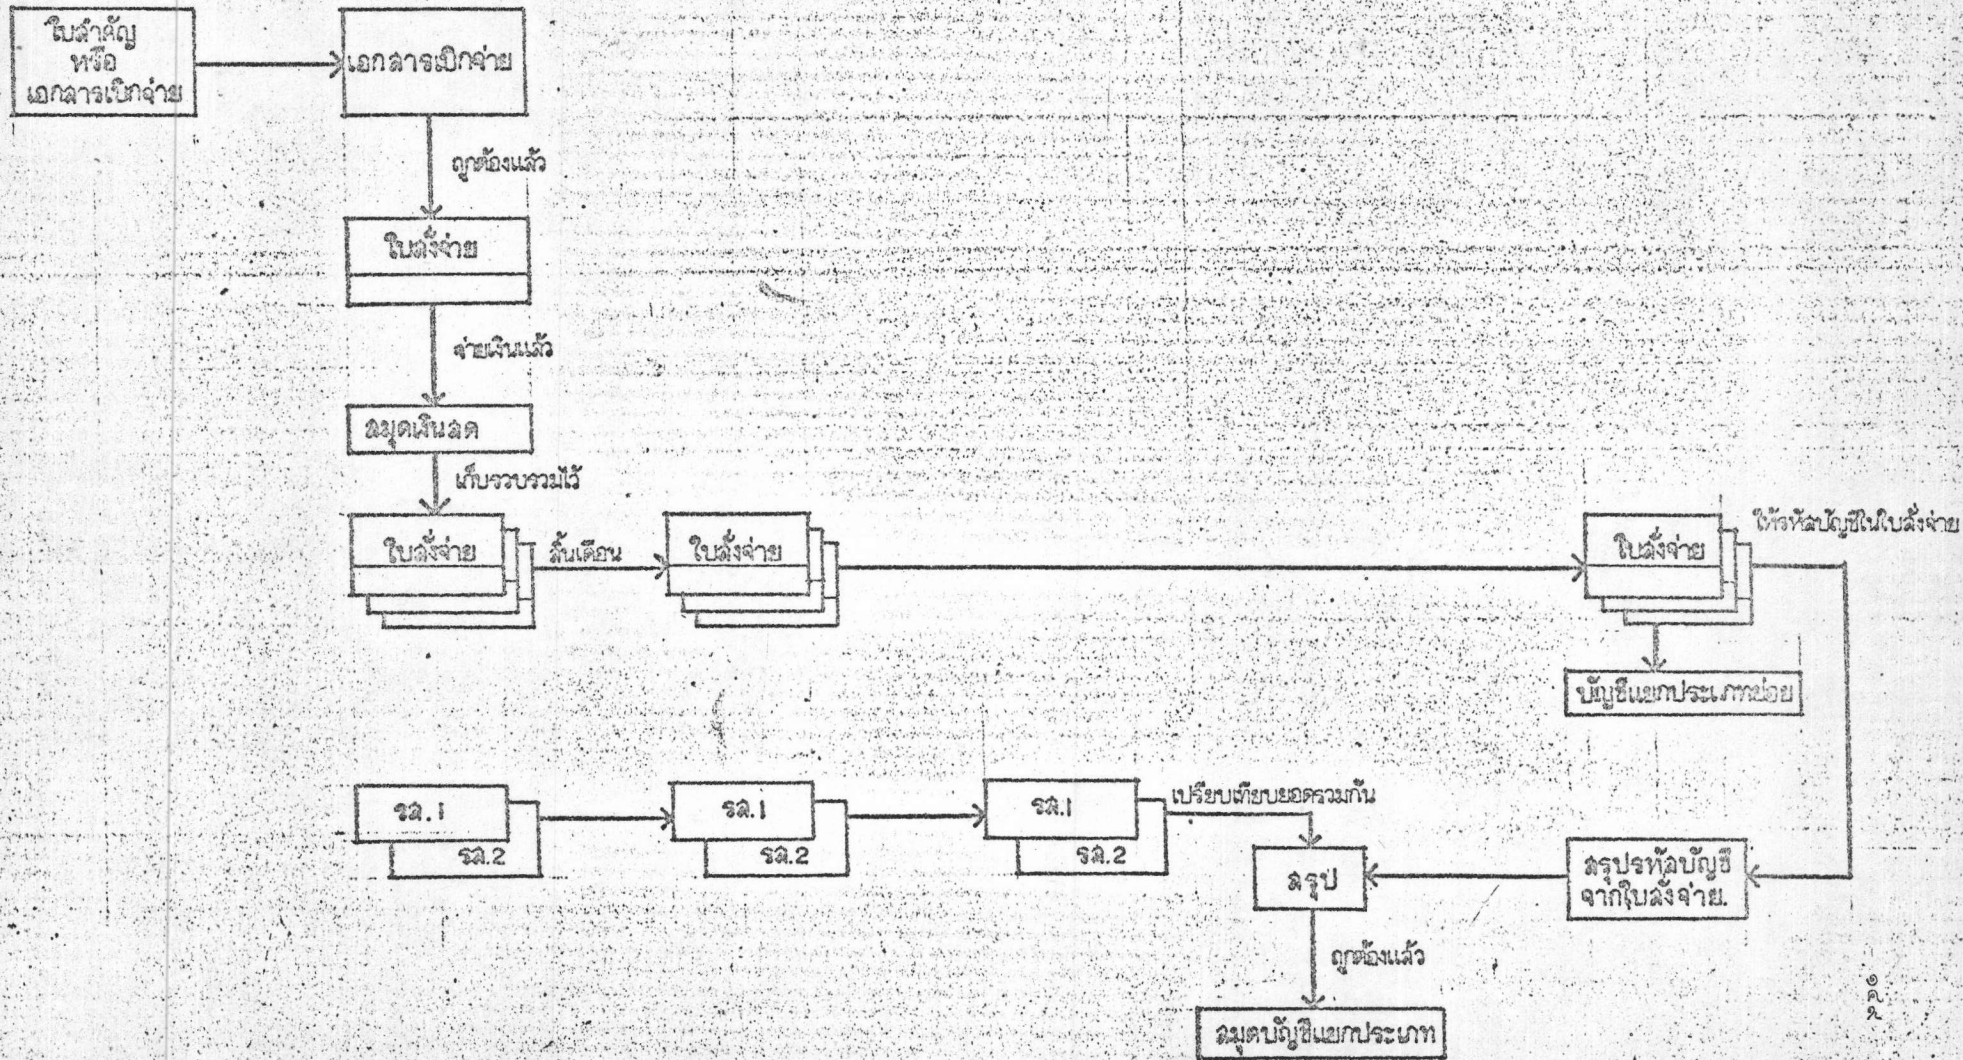 ใบสำคัญ
หรือ
เอกสารเบิกจ่าย
เอกสารเบิกจ่าย
ถูกต้องแล้ว
ใบสั่งจ่าย
จ่ายเงินแล้ว
สมุดเงินสด
เก็บรวบรวมไว้
ใบสั่งจ่าย
สิ้นเดือน
ใบสั่งจ่าย
ใบสั่งจ่าย
ให้รหัสบัญชีในใบสั่งจ่าย
บัญชีแยกประเภทย่อย
รส.1
รส.2
รส.1
รส.2
รส.1
รส.2
เปรียบเทียบยอดรวมกัน
สรุป
สรุปรหัสบัญชี
จากใบสั่งจ่าย.
ถูกต้องแล้ว
สมุดบัญชีแยกประเภท